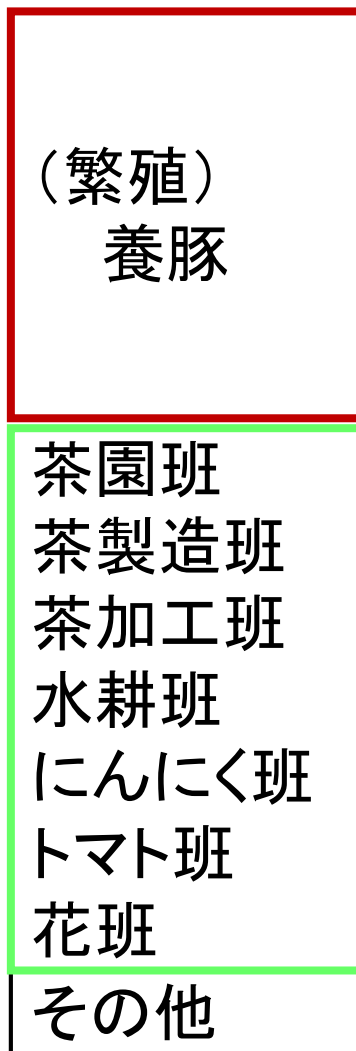 （繁殖）
養豚
茶園班
茶製造班
茶加工班
水耕班
にんにく班
トマト班
花班
その他